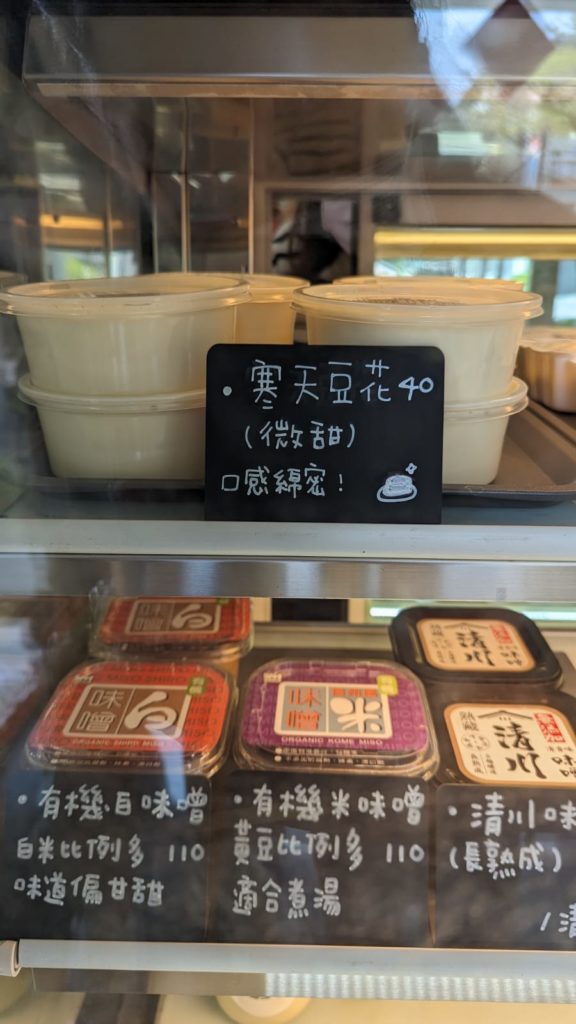 • 寒天豆花 40
(微甜)
口感綿密!
味噌 白
味噌 白
ORGANIC SHIRO MISO
味噌 米
ORGANIC KOME MISO
清川
清川
• 有機白味噌
白米比例多 110
味道偏甘甜
• 有機米味噌
黃豆比例多 110
適合煮湯
• 清川味
(長熟成)